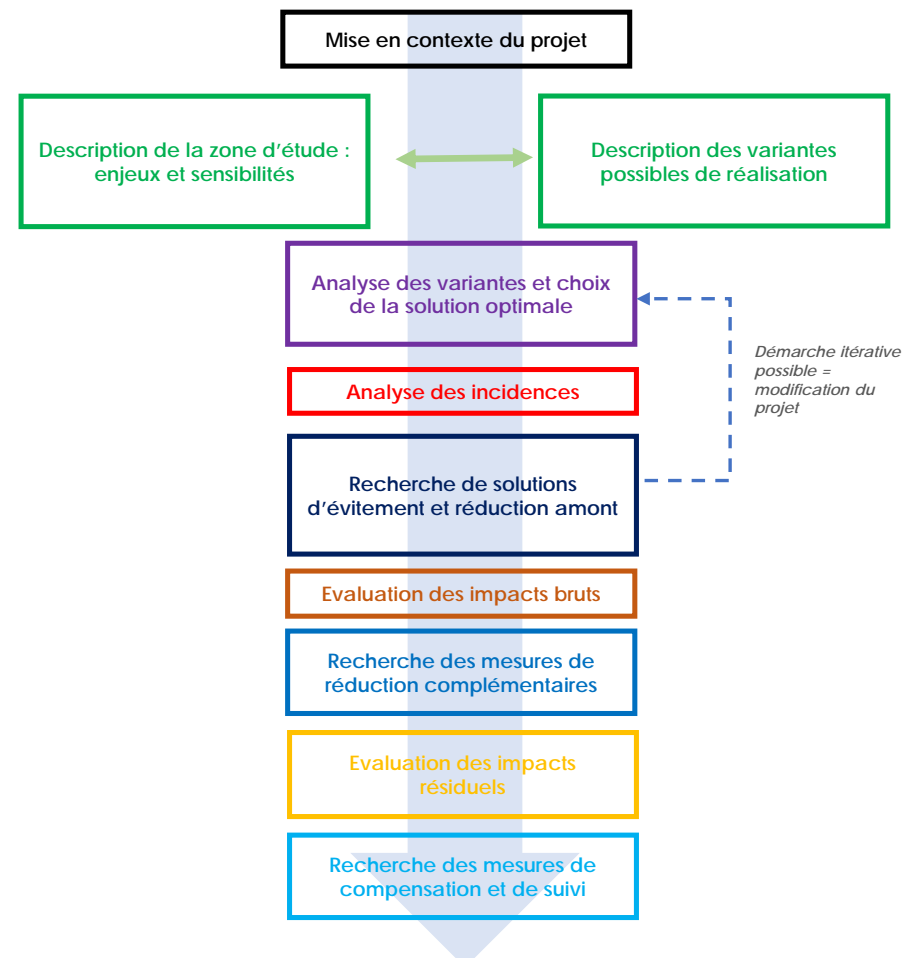 Mise en contexte du projet
Description de la zone d'étude :
enjeux et sensibilités
Description des variantes
possibles de réalisation
Analyse des variantes et choix
de la solution optimale
Démarche itérative
possible =
modification du
projet
Analyse des incidences
Recherche de solutions
d'évitement et réduction amont
Evaluation des impacts bruts
Recherche des mesures de
réduction complémentaires
Evaluation des impacts
résiduels
Recherche des mesures de
compensation et de suivi